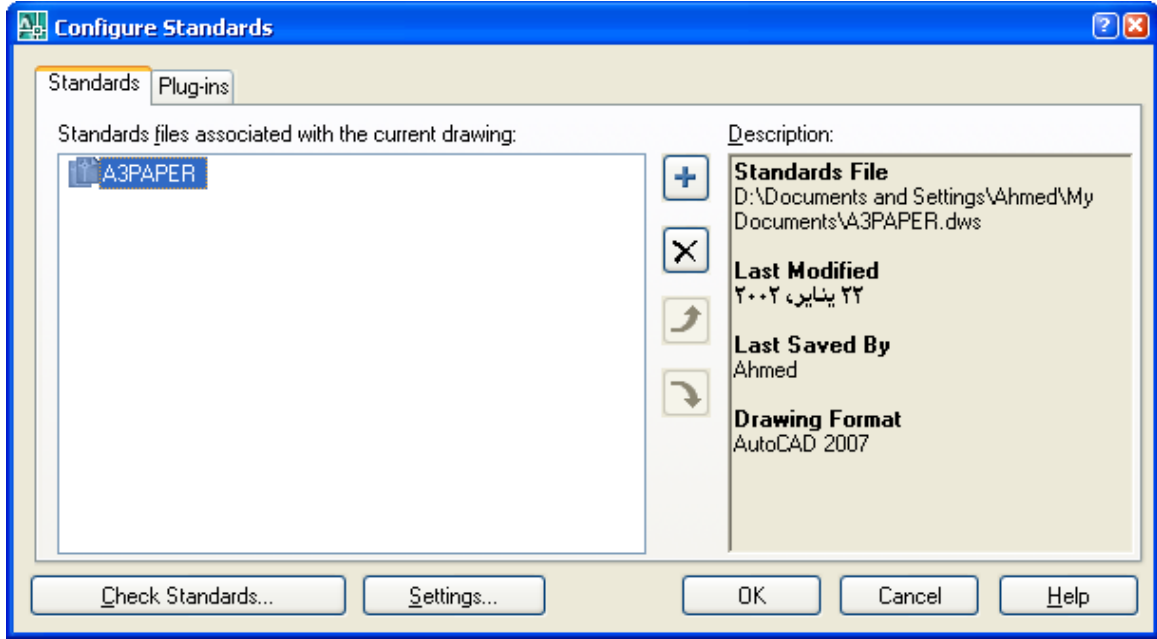 Configure Standards
Standards
Plug-ins
Standards files associated with the current drawing:
A3PAPER
Description:
Standards File
D:\Documents and Settings\Ahmed\My
Documents\A3PAPER.dws
Last Modified
٢٢ يناير، ٢٠٠٢
Last Saved By
Ahmed
Drawing Format
AutoCAD 2007
Check Standards...
Settings...
OK
Cancel
Help